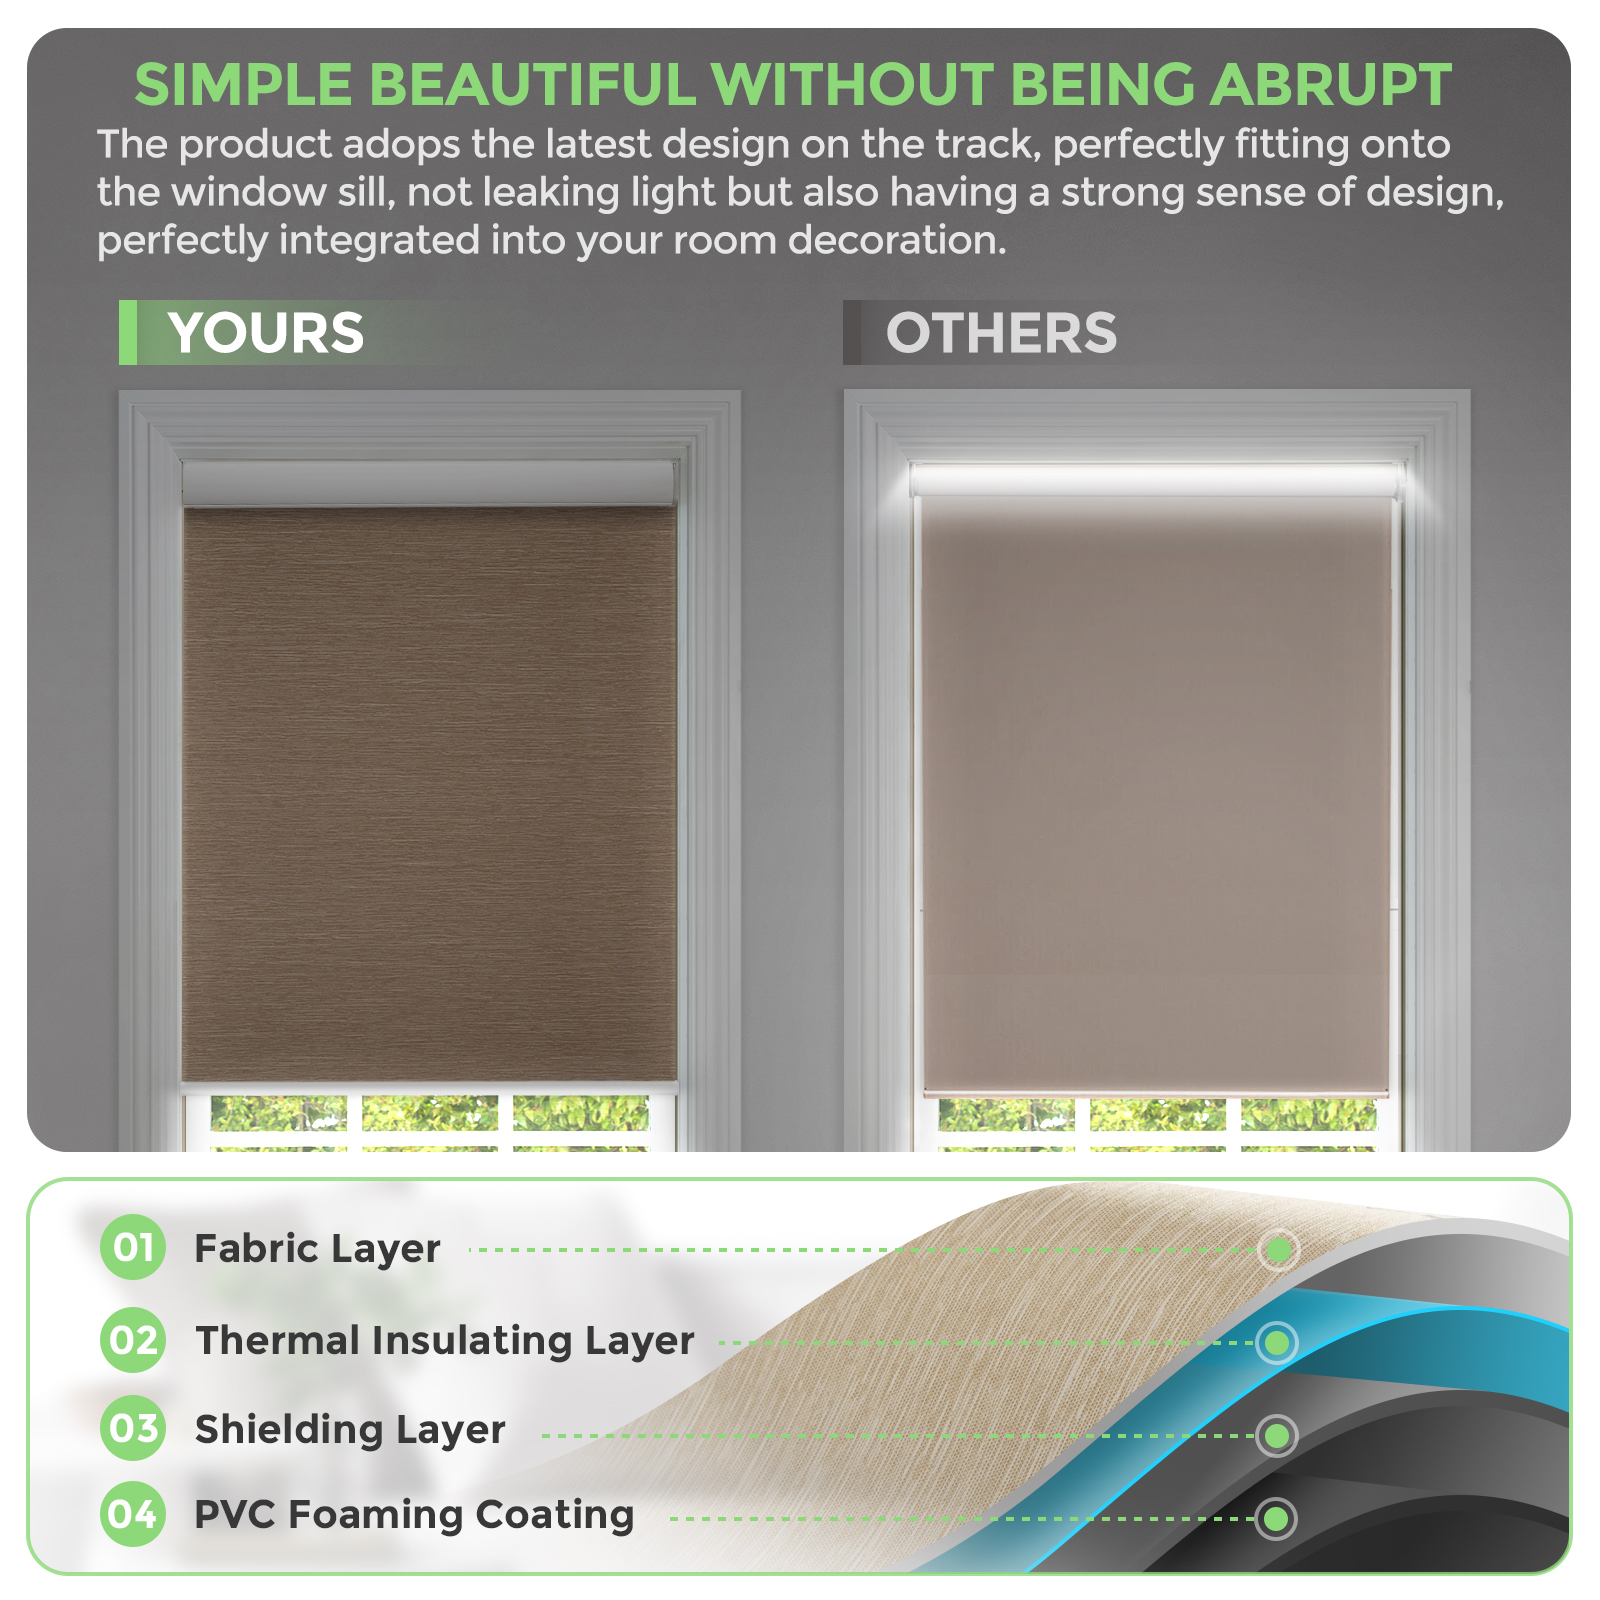 SIMPLE BEAUTIFUL WITHOUT BEING ABRUPT
The product adops the latest design on the track, perfectly fitting onto
the window sill, not leaking light but also having a strong sense of design,
perfectly integrated into your room decoration.
YOURS
OTHERS
01 Fabric Layer
02 Thermal Insulating Layer
03 Shielding Layer
04 PVC Foaming Coating